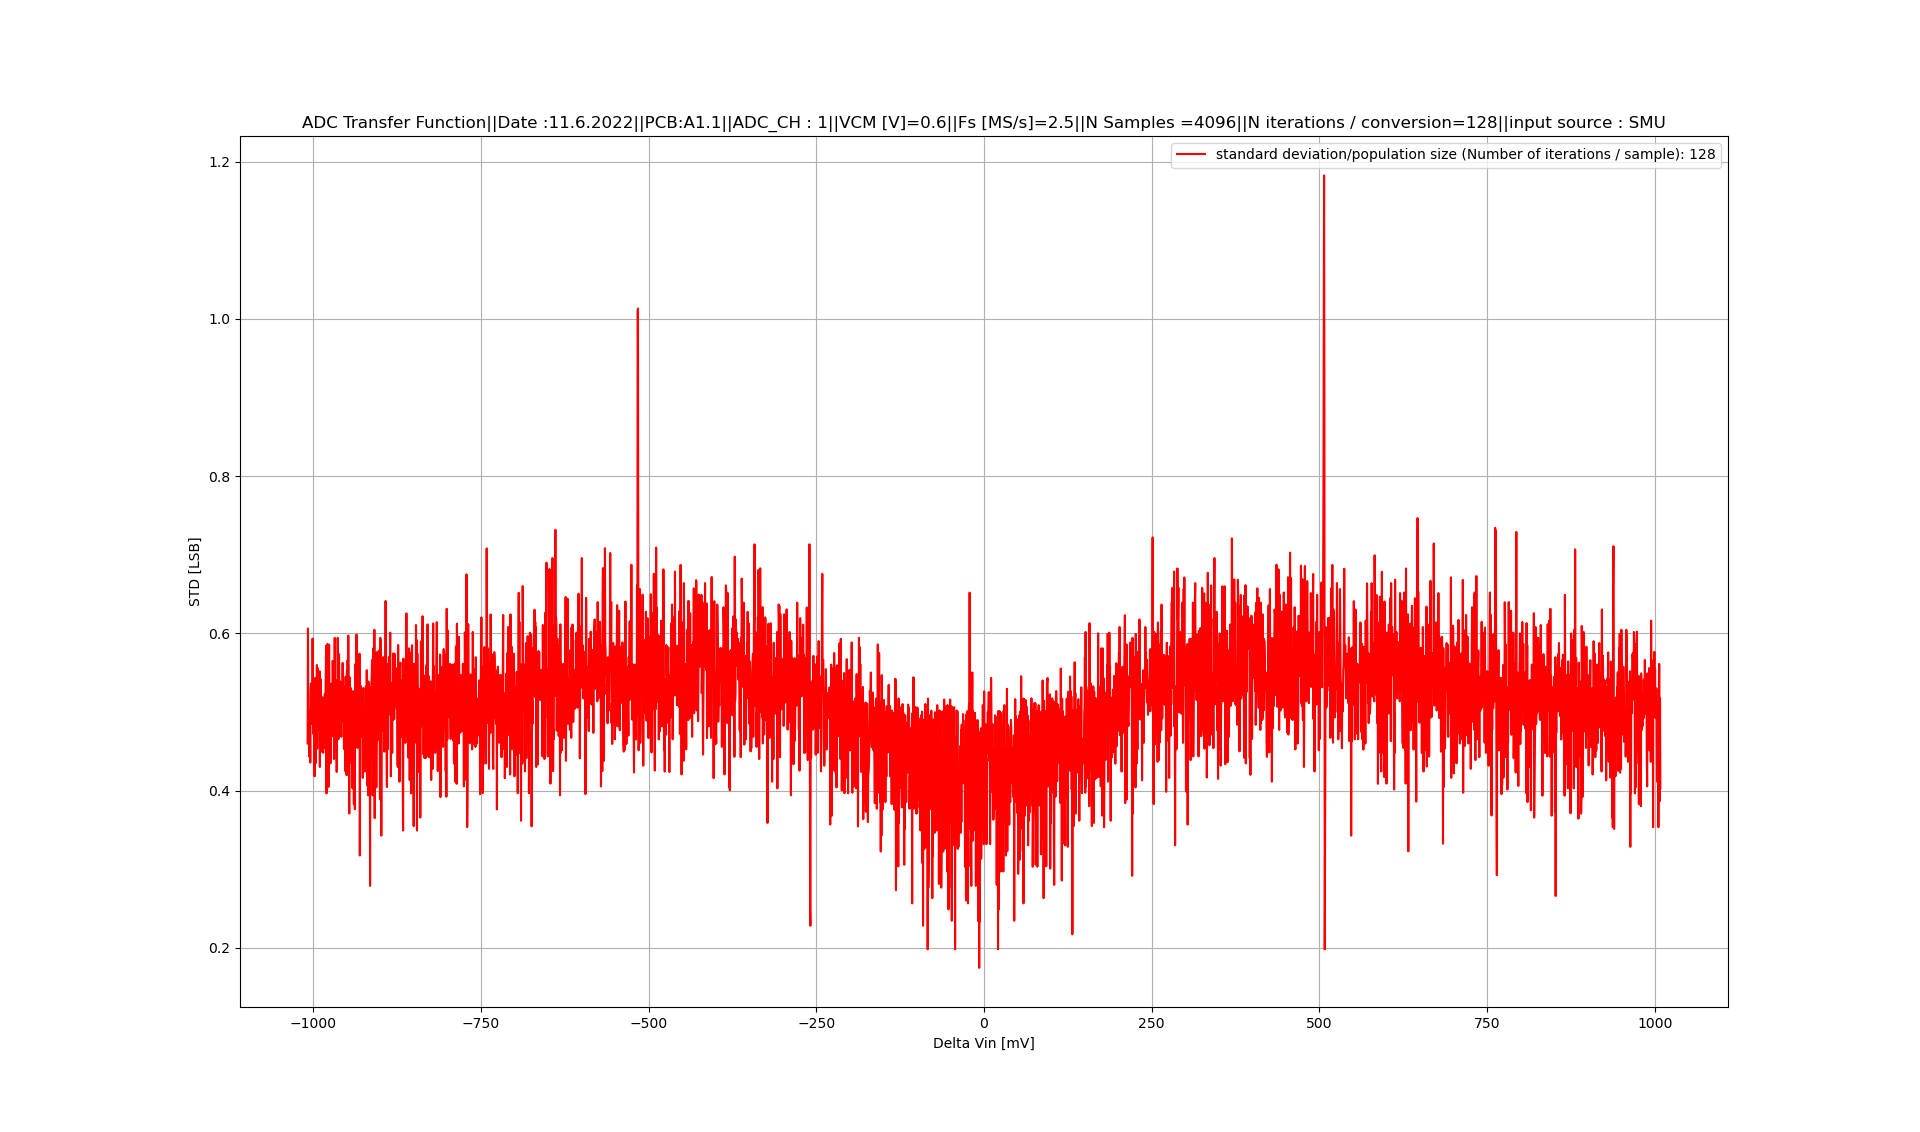 ADC Transfer Function||Date :11.6.2022||PCB:A1.1||ADC_CH : 1||VCM [V]=0.6||Fs [MS/s]=2.5||N Samples =4096||N iterations / conversion=128||input source : SMU
standard deviation/population size (Number of iterations / sample): 128
1.2
1.0
0.8
0.6
0.4
0.2
STD [LSB]
−1000 −750 −500 −250 0 250 500 750 1000
Delta Vin [mV]